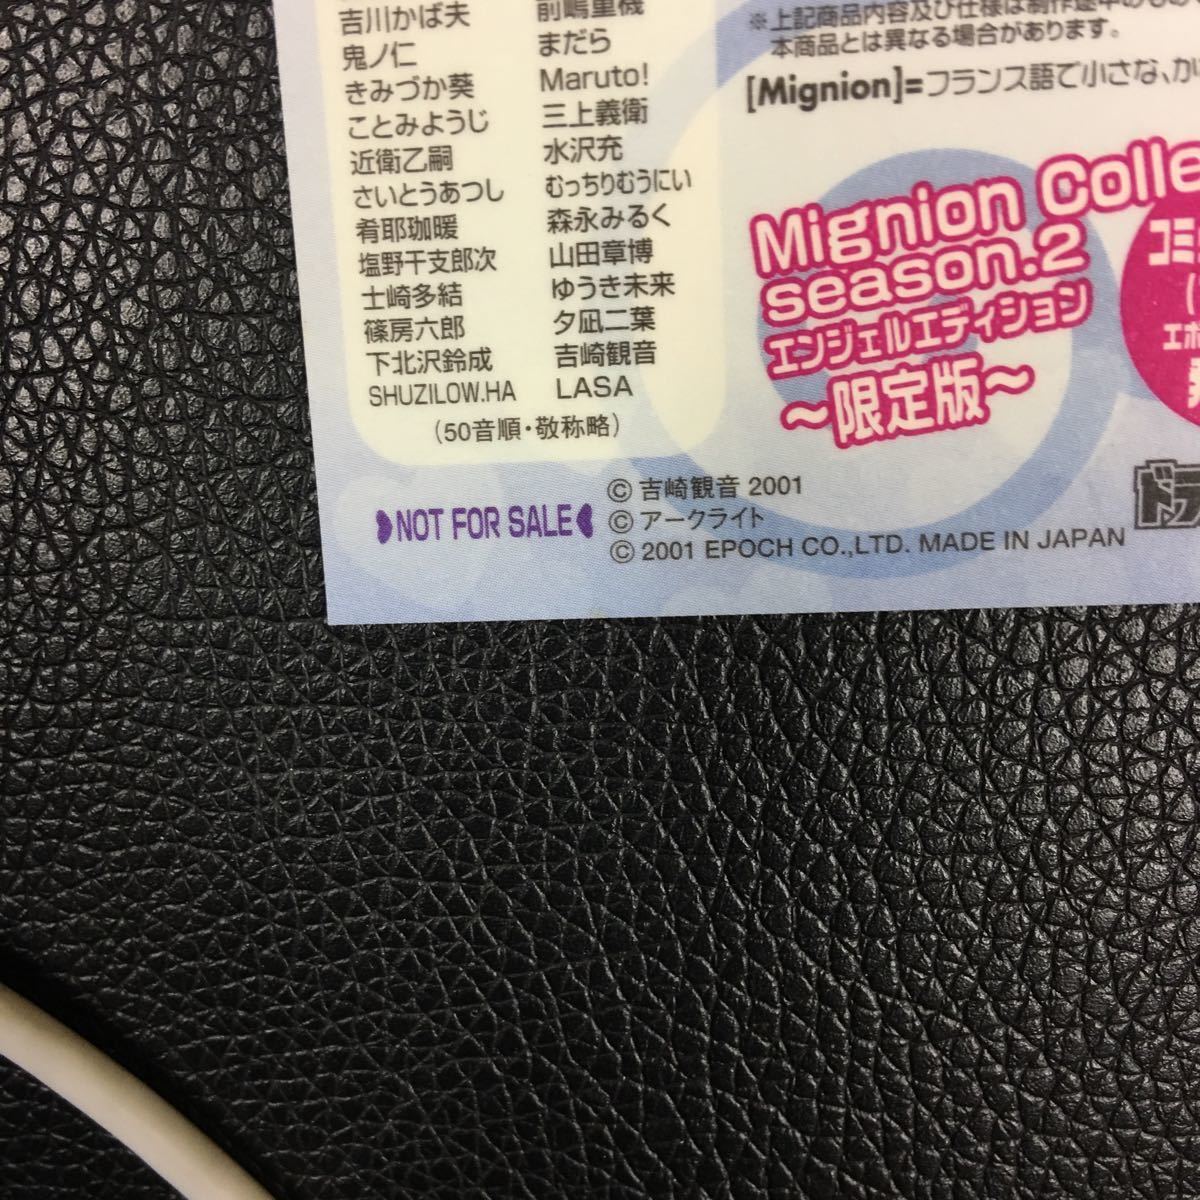 吉川かば夫
鬼ノ仁
きみづか葵
ことみようじ
近衛乙嗣
さいとうあつし
肴耶珈暖
塩野干支郎次
士崎多結
篠房六郎
下北沢鈴成
SHUZILOW.HA
前嶋重機
まだら
Maruto!
三上義衛
水沢充
むっちりむうにい
森永みるく
山田章博
ゆうき未来
夕凪二葉
吉崎観音
LASA
(50音順・敬称略)
※上記商品内容及び仕様は制作途中のもの
本商品とは異なる場合があります。
[Mignion]=フランス語で小さな、か
Mignion Colle
season.2
エンジェルエディション
~限定版~
コミ
エポ
NOT FOR SALE
© 吉崎観音 2001
© アークライト
© 2001 EPOCH CO.,LTD. MADE IN JAPAN